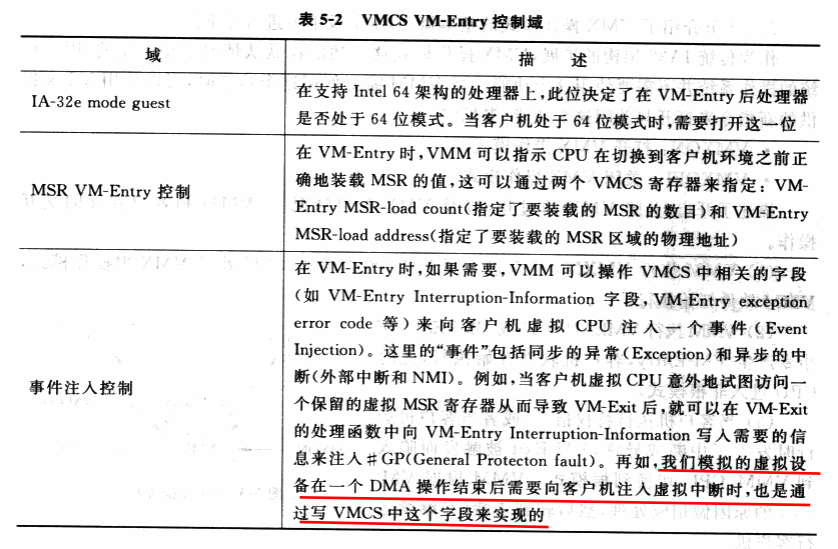 表 5-2 VMCS VM-Entry 控制域
域 描 述
IA-32e mode guest
在支持 Intel 64 架构的处理器上,此位决定了在 VM-Entry 后处理器
是否处于 64 位模式。当客户机处于 64 位模式时,需要打开这一位
MSR VM-Entry 控制
在 VM-Entry 时,VMM 可以指示 CPU 在切换到客户机环境之前正
确地装载 MSR 的值,这可以通过两个 VMCS 寄存器来指定：VM-
Entry MSR-load count(指定了要装载的 MSR 的数目)和 VM-Entry
MSR-load address(指定了要装载的 MSR 区域的物理地址)
事件注入控制
在 VM-Entry 时,如果需要,VMM 可以操作 VMCS 中相关的字段
(如 VM-Entry Interruption-Information 字段,VM-Entry exception
error code 等)来向客户机虚拟 CPU 注入一个事件(Event
Injection)。这里的“事件”包括同步的异常(Exception)和异步的中
断(外部中断和 NMI)。例如,当客户机虚拟 CPU 意外地试图访问一
个保留的虚拟 MSR 寄存器从而导致 VM-Exit 后,就可以在 VM-Exit
的处理函数中向 VM-Entry Interruption-Information 写入需要的信
息来注入♯GP(General Protecton fault)。再如,我们模拟的虚拟设
备在一个 DMA 操作结束后需要向客户机注入虚拟中断时,也是通
过写 VMCS 中这个字段来实现的